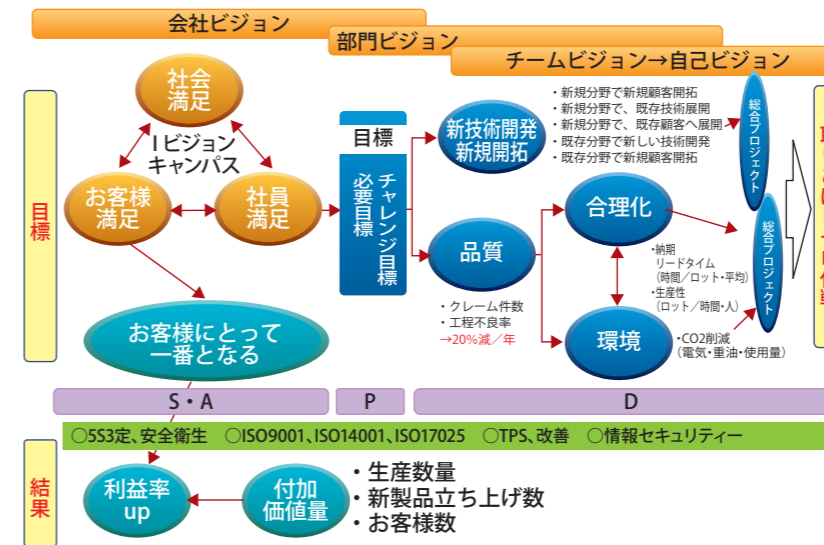 会社ビジョン
部門ビジョン
チームビジョン→自己ビジョン
目標
社会
満足
Iビジョン
キャンパス
お客様
満足
社員
満足
お客様にとって
一番となる
目標
チャレンジ目標
必要目標
新技術開発
新規開拓
・新規分野で新規顧客開拓
・新規分野で、既存技術展開
・新規分野で、既存顧客へ展開
・既存分野で新しい技術開発
・既存分野で新規顧客開拓
総合プロジェクト
品質
・クレーム件数
・工程不良率
→20%減／年
合理化
・納期
リードタイム
（時間／ロット・平均）
・生産性
（ロット／時間・人）
環境
・CO2削減
（電気・重油・使用量）
総合プロジェクト
S・A
P
D
○5S3定、安全衛生　○ISO9001、ISO14001、ISO17025　○TPS、改善　○情報セキュリティー
結果
利益率
up
付加
価値量
・生産数量
・新製品立ち上げ数
・お客様数